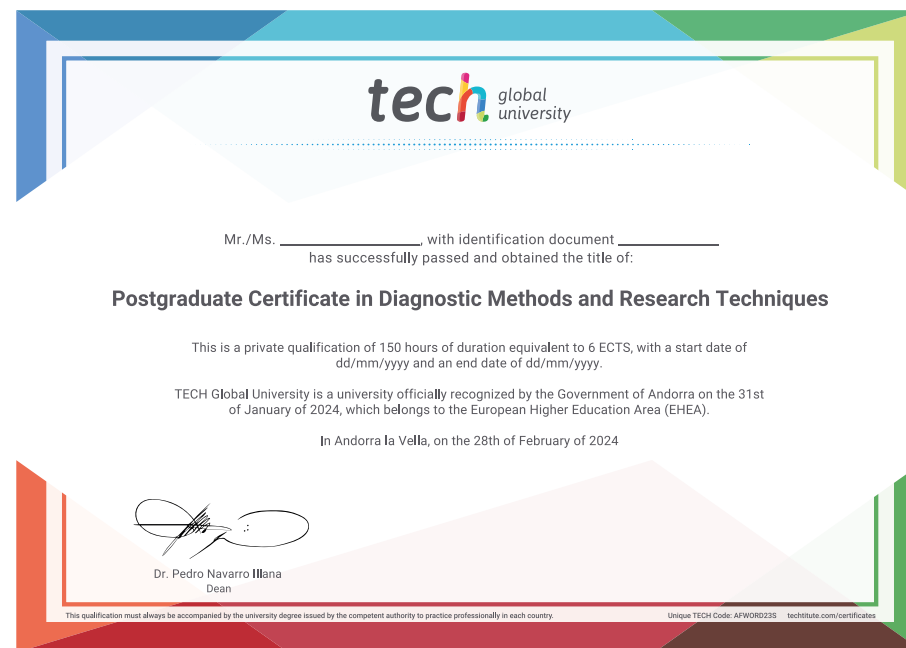 tech global
university
Mr./Ms. ____________, with identification document ____________
has successfully passed and obtained the title of:
Postgraduate Certificate in Diagnostic Methods and Research Techniques
This is a private qualification of 150 hours of duration equivalent to 6 ECTS, with a start date of
dd/mm/yyyy and an end date of dd/mm/yyyy.
TECH Global University is a university officially recognized by the Government of Andorra on the 31st
of January of 2024, which belongs to the European Higher Education Area (EHEA).
In Andorra la Vella, on the 28th of February of 2024
Dr. Pedro Navarro Illana
Dean
This qualification must always be accompanied by the university degree issued by the competent authority to practice professionally in each country.
Unique TECH Code: AFWORD23S techtitute.com/certificates